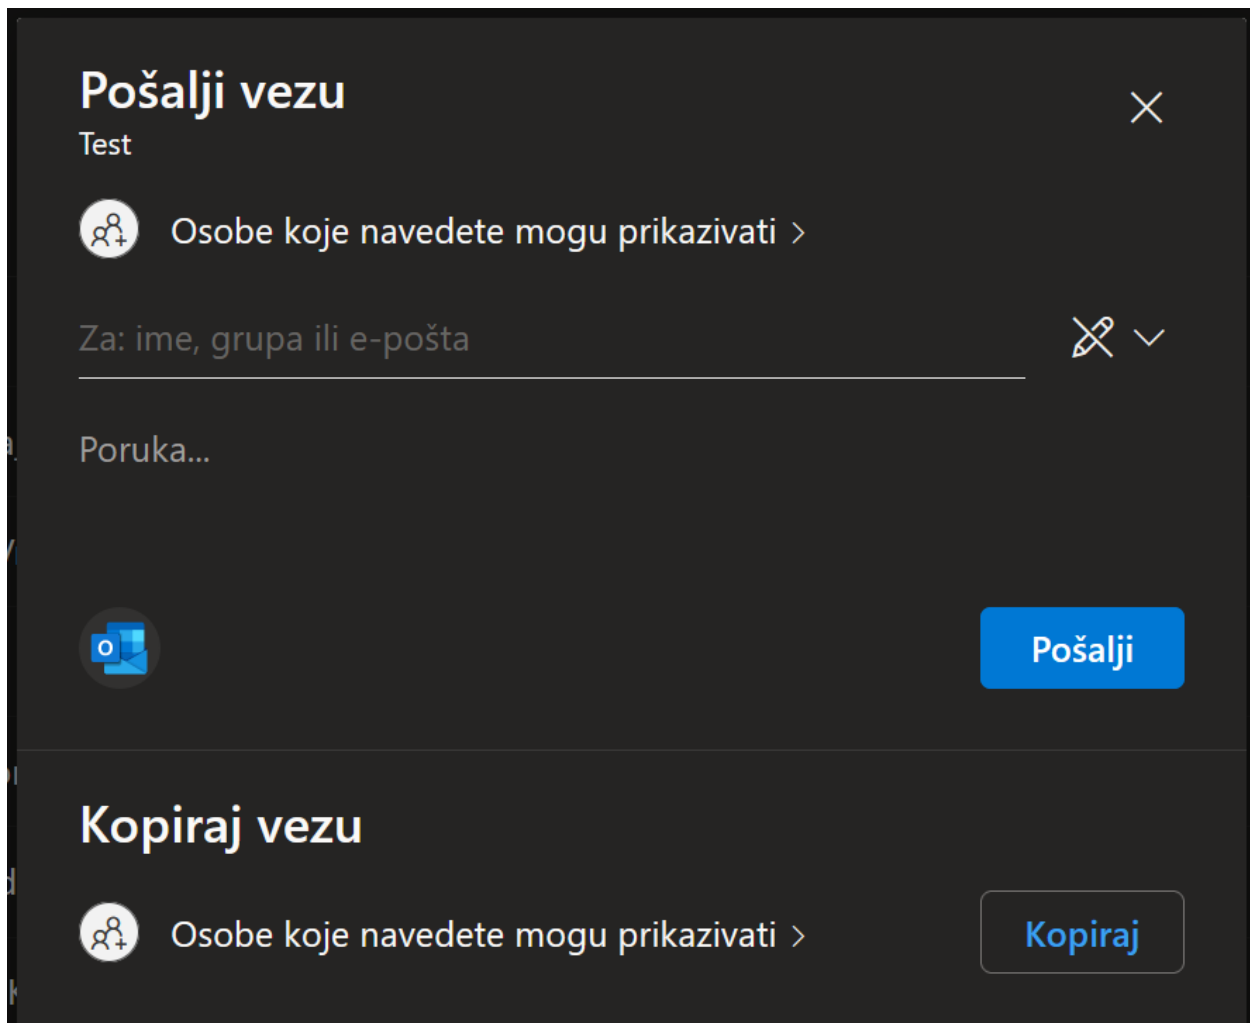 Pošalji vezu
Test
Osobe koje navedete mogu prikazivati
Za: ime, grupa ili e-pošta
Poruka...
Pošalji
Kopiraj vezu
Osobe koje navedete mogu prikazivati
Kopiraj